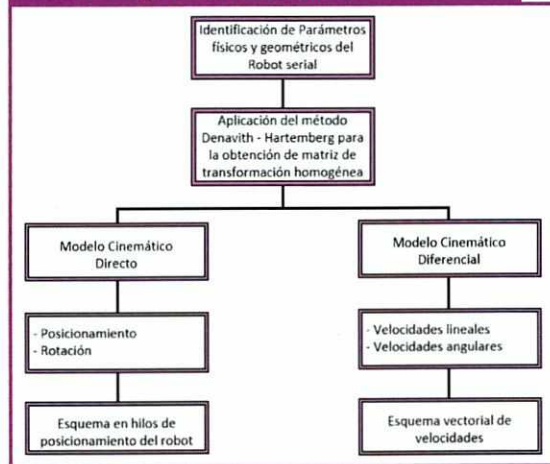 Identificación de Parámetros
físicos y geométricos del
Robot serial
Aplicación del método
Denavith - Hartemberg para
la obtención de matriz de
transformación homogénea
Modelo Cinemático
Directo
Modelo Cinemático
Diferencial
- Posicionamiento
- Rotación
- Velocidades lineales
- Velocidades angulares
Esquema en hilos de
posicionamiento del robot
Esquema vectorial de
velocidades